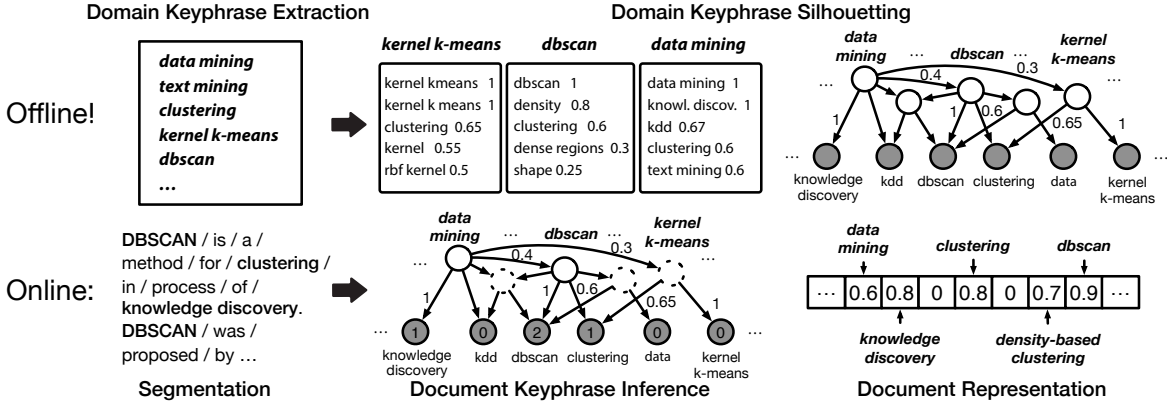 Domain Keyphrase Extraction
Domain Keyphrase Silhouetting
Offline!
data mining
text mining
clustering
kernel k-means
dbscan
...
kernel k-means
kernel kmeans 1
kernel k means 1
clustering 0.65
kernel 0.55
rbf kernel 0.5
dbscan
dbscan 1
density 0.8
clustering 0.6
dense regions 0.3
shape 0.25
data mining
data mining 1
knowl. discov. 1
kdd 0.67
clustering 0.6
text mining 0.6
data
mining
...
dbscan
...
kernel
k-means
0.3
0.4
...
...
1
1
0.6
0.65
1
...
...
knowledge
discovery
kdd
dbscan
clustering
data
kernel
k-means
Online:
DBSCAN / is / a /
method / for / clustering /
in / process / of /
knowledge discovery.
DBSCAN / was /
proposed / by ...
Segmentation
data
mining
...
dbscan
...
kernel
k-means
0.3
0.4
...
...
1
1
0.6
0.65
1
...
1
0
2
1
0
0
...
knowledge
discovery
kdd
dbscan
clustering
data
kernel
k-means
Document Keyphrase Inference
data
mining
clustering
dbscan
... 0.6 0.8 0 0.8 0 0.7 0.9 ...
knowledge
discovery
density-based
clustering
Document Representation